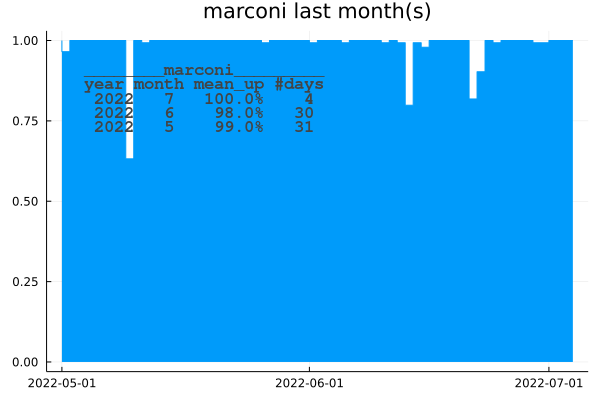 marconi last month(s)
1.00
________marconi_________
year month mean_up #days
2022 7 100.0% 4
2022 6 98.0% 30
2022 5 99.0% 31
0.75
0.50
0.25
0.00
2022-05-01 2022-06-01 2022-07-01